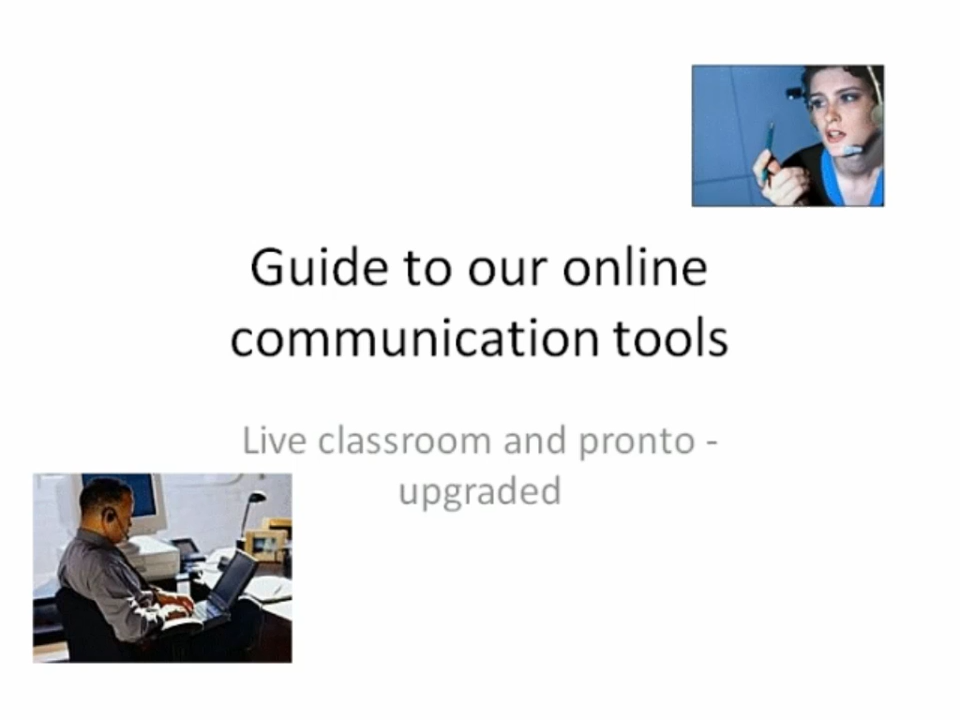 Guide to our online
communication tools
Live classroom and pronto -
upgraded